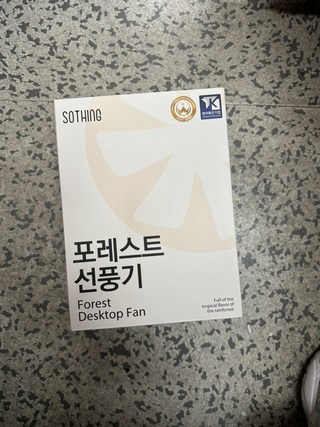 SOTHING
포레스트
선풍기
Forest
Desktop Fan
Full of the
tropical flavor of
the rainforest